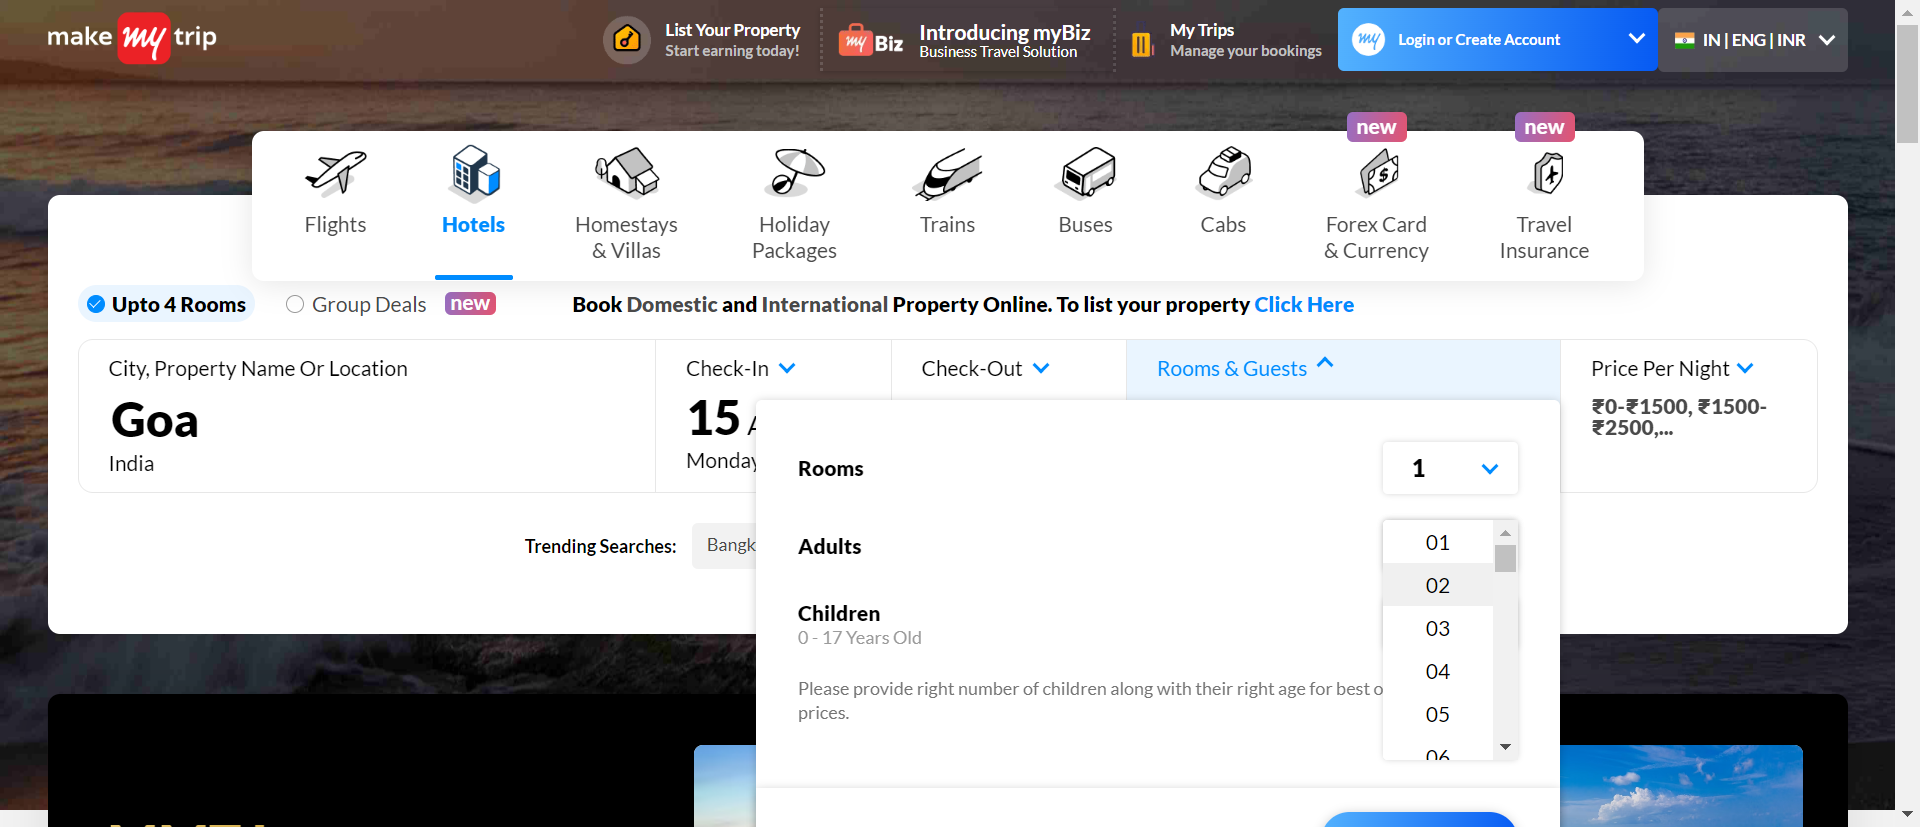 make my trip
List Your Property
Start earning today!
my Biz
Introducing myBiz
Business Travel Solution
My Trips
Manage your bookings
my
Login or Create Account
IN | ENG | INR
new
new
Flights
Hotels
Homestays
& Villas
Holiday
Packages
Trains
Buses
Cabs
Forex Card
& Currency
Travel
Insurance
Upto 4 Rooms
Group Deals
new
Book Domestic and International Property Online. To list your property Click Here
City, Property Name Or Location
Goa
India
Check-In
15
Monday
Check-Out
Rooms & Guests
Price Per Night
₹0-₹1500, ₹1500-
₹2500,...
Rooms
1
Trending Searches:
Bangk
Adults
01
02
03
04
05
06
Children
0 - 17 Years Old
Please provide right number of children along with their right age for best
prices.